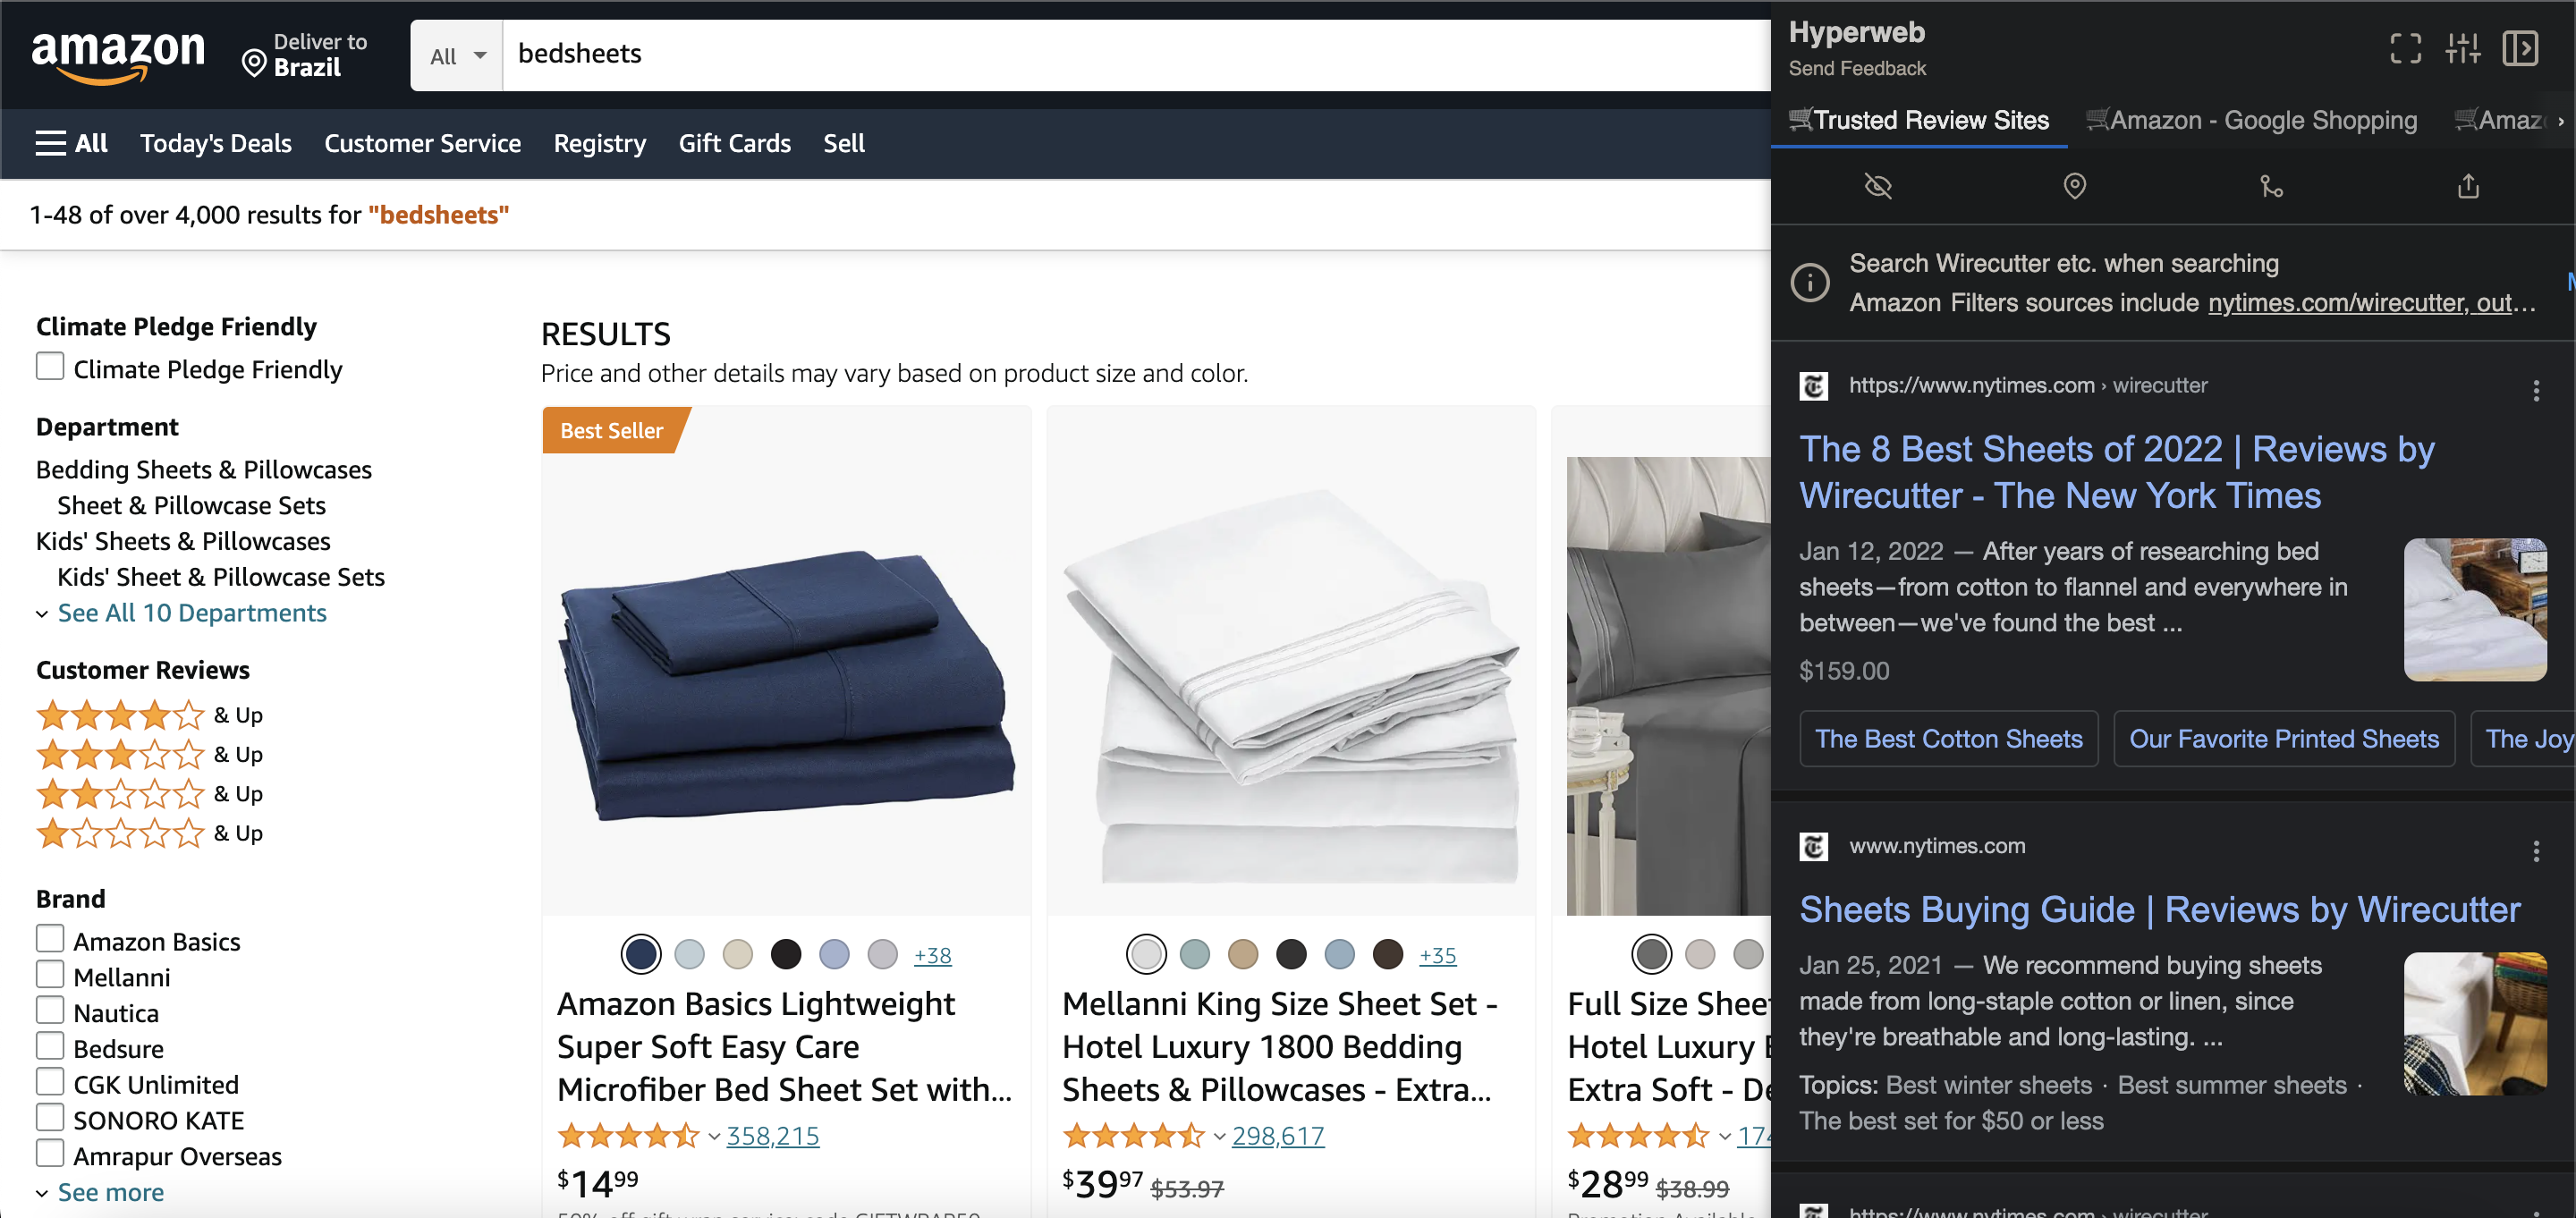 amazon
Deliver to
Brazil
All
bedsheets
All
Today's Deals
Customer Service
Registry
Gift Cards
Sell
1-48 of over 4,000 results for "bedsheets"
Climate Pledge Friendly
Climate Pledge Friendly
Department
Bedding Sheets & Pillowcases
Sheet & Pillowcase Sets
Kids' Sheets & Pillowcases
Kids' Sheet & Pillowcase Sets
See All 10 Departments
Customer Reviews
& Up
& Up
& Up
& Up
Brand
Amazon Basics
Mellanni
Nautica
Bedsure
CGK Unlimited
SONORO KATE
Amrapur Overseas
See more
RESULTS
Price and other details may vary based on product size and color.
Best Seller
+38
Amazon Basics Lightweight
Super Soft Easy Care
Microfiber Bed Sheet Set with...
358,215
$14.99
+35
Mellanni King Size Sheet Set -
Hotel Luxury 1800 Bedding
Sheets & Pillowcases - Extra...
298,617
$39.97 $53.97
Full Size Sheet
Hotel Luxury
Extra Soft -
$28.99 $38.99
Hyperweb
Send Feedback
Trusted Review Sites
Amazon - Google Shopping
Search Wirecutter etc. when searching
Amazon Filters sources include nytimes.com/wirecutter, out...
https://www.nytimes.com › wirecutter
The 8 Best Sheets of 2022 | Reviews by
Wirecutter - The New York Times
Jan 12, 2022 — After years of researching bed
sheets—from cotton to flannel and everywhere in
between—we've found the best ...
$159.00
The Best Cotton Sheets
Our Favorite Printed Sheets
The Joy
www.nytimes.com
Sheets Buying Guide | Reviews by Wirecutter
Jan 25, 2021 — We recommend buying sheets
made from long-staple cotton or linen, since
they're breathable and long-lasting. ...
Topics: Best winter sheets · Best summer sheets ·
The best set for $50 or less
https://www.nytimes.com › wirecutter